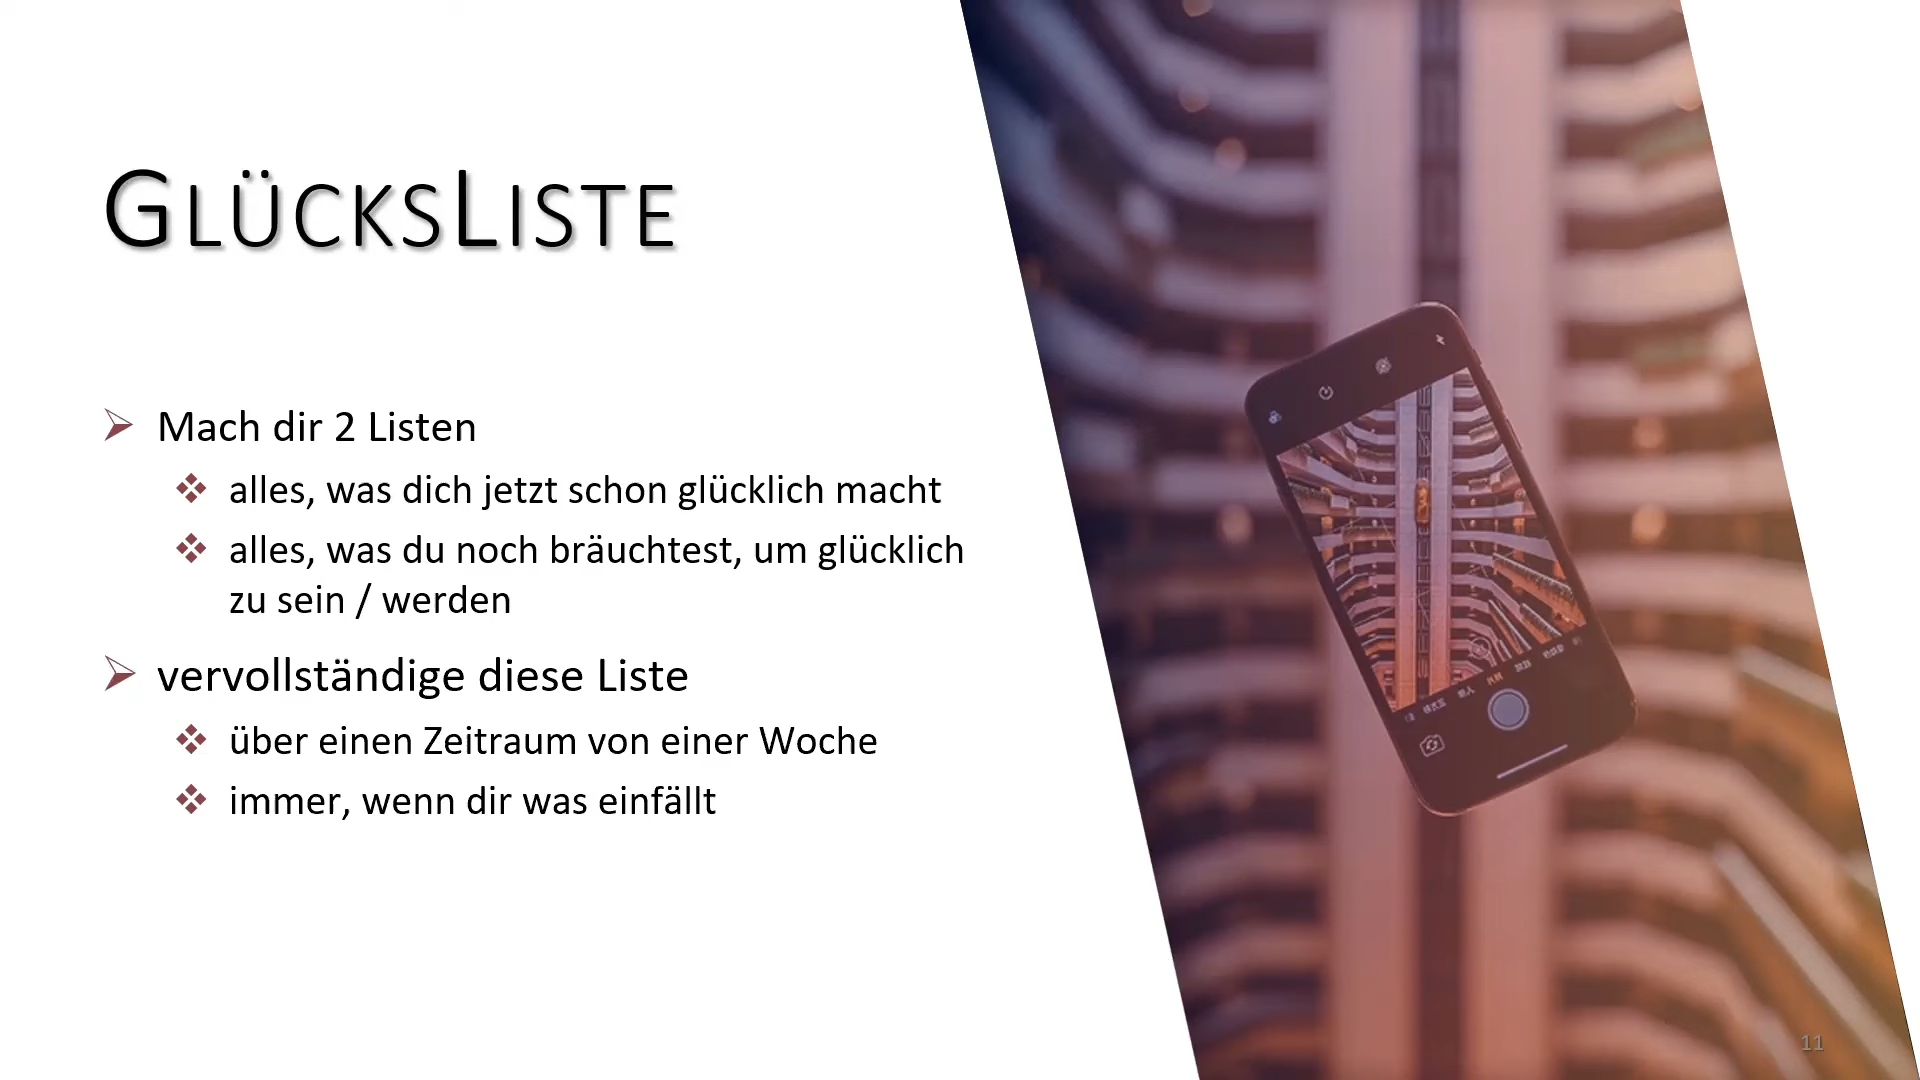 GLÜCKSLISTE
Mach dir 2 Listen
alles, was dich jetzt schon glücklich macht
alles, was du noch bräuchtest, um glücklich
zu sein / werden
vervollständige diese Liste
über einen Zeitraum von einer Woche
immer, wenn dir was einfällt
11